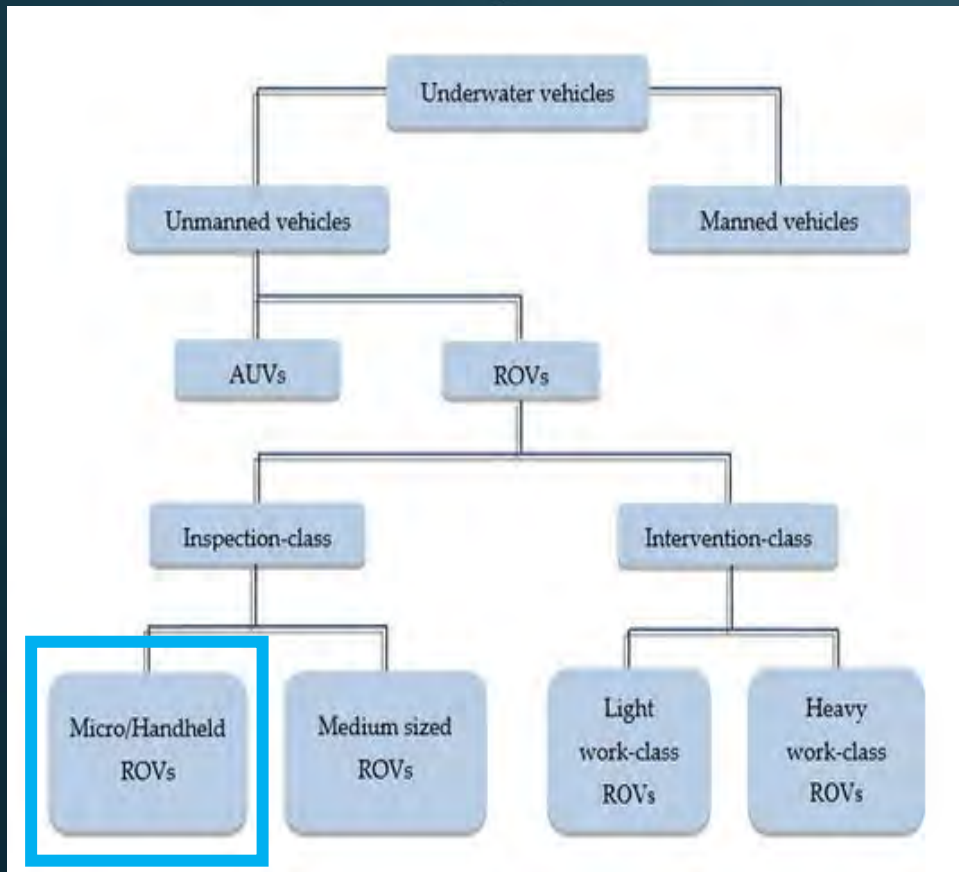 Underwater vehicles
Unmanned vehicles
Manned vehicles
AUVs
ROVs
Inspection-class
Intervention-class
Micro/Handheld
ROVs
Medium sized
ROVs
Light
work-class
ROVs
Heavy
work-class
ROVs